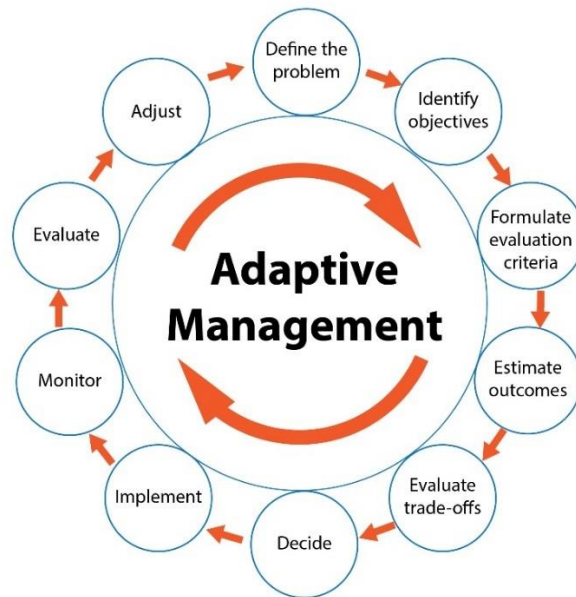 Define the
problem
Identify
objectives
Formulate
evaluation
criteria
Estimate
outcomes
Evaluate
trade-offs
Decide
Implement
Monitor
Evaluate
Adjust
Adaptive
Management